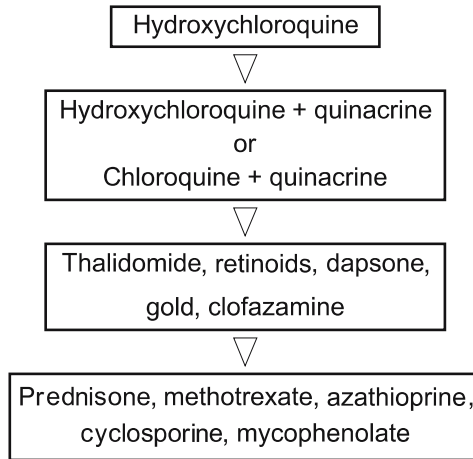 Hydroxychloroquine
Hydroxychloroquine + quinacrine
or
Chloroquine + quinacrine
Thalidomide, retinoids, dapsone,
gold, clofazamine
Prednisone, methotrexate, azathioprine,
cyclosporine, mycophenolate